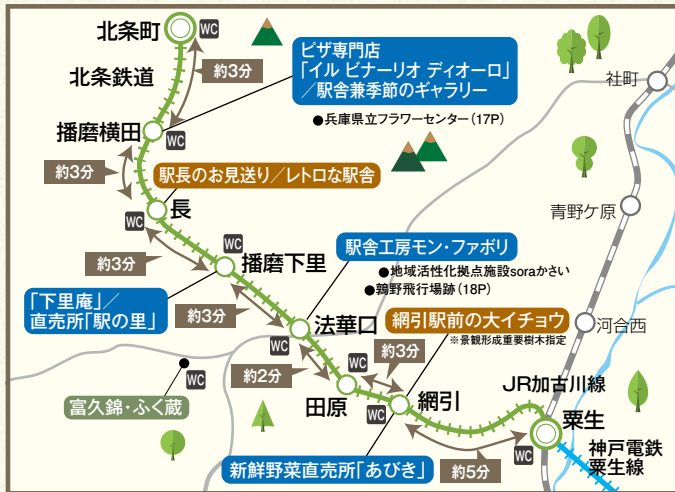 北条町
WC
北条鉄道
約3分
ピザ専門店
「イル ビナーリオ ディオーロ」
／駅舎兼季節のギャラリー
●兵庫県立フラワーセンター(17P)
社町
播磨横田
WC
約3分
駅長のお見送り／レトロな駅舎
長
WC
青野ケ原
約3分
WC
播磨下里
駅舎工房モン・ファボリ
●地域活性化拠点施設soraかさい
●鶉野飛行場跡(18P)
「下里庵」／
直売所「駅の里」
約3分
法華口
WC
網引駅前の大イチョウ
※景観形成重要樹木指定
河合西
約3分
約2分
WC
WC
富久錦・ふく蔵
田原
WC
網引
JR加古川線
粟生
WC
新鮮野菜直売所「あびき」
約5分
神戸電鉄
粟生線